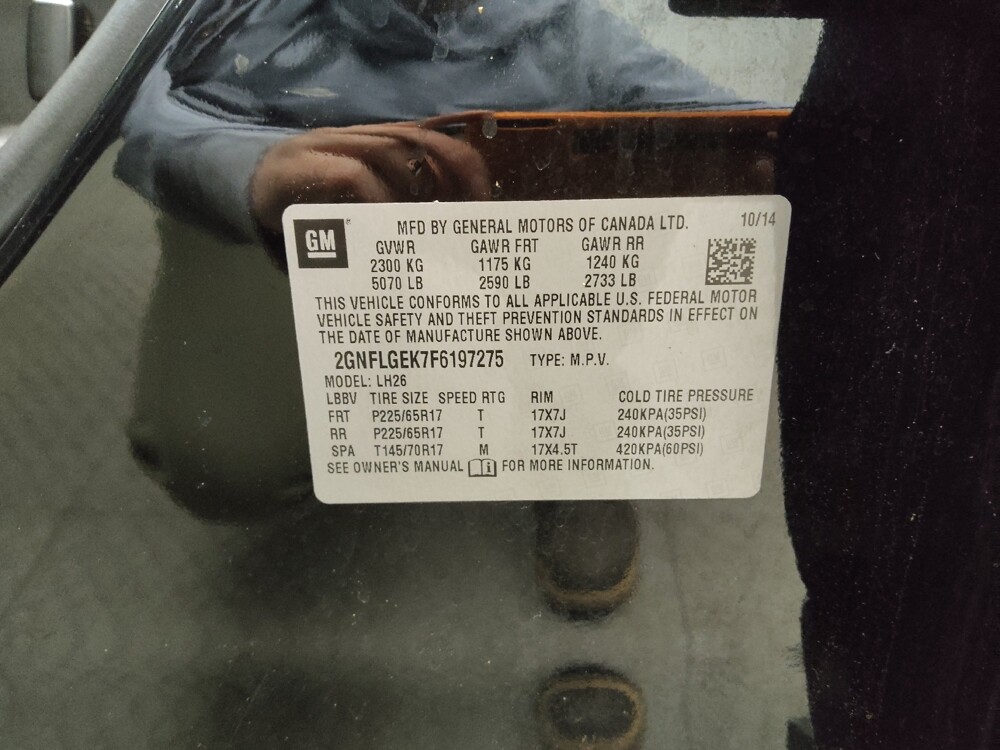 GM
MFD BY GENERAL MOTORS OF CANADA LTD. 10/14
GVWR GAWR FRT GAWR RR
2300 KG 1175 KG 1240 KG
5070 LB 2590 LB 2733 LB
THIS VEHICLE CONFORMS TO ALL APPLICABLE U.S. FEDERAL MOTOR
VEHICLE SAFETY AND THEFT PREVENTION STANDARDS IN EFFECT ON
THE DATE OF MANUFACTURE SHOWN ABOVE.
2GNFLGEK7F6197275 TYPE: M.P.V.
MODEL: LH26
LBBV TIRE SIZE SPEED RTG RIM COLD TIRE PRESSURE
FRT P225/65R17 T 17X7J 240KPA(35PSI)
RR P225/65R17 T 17X7J 240KPA(35PSI)
SPA T145/70R17 M 17X4.5T 420KPA(60PSI)
SEE OWNER'S MANUAL FOR MORE INFORMATION.